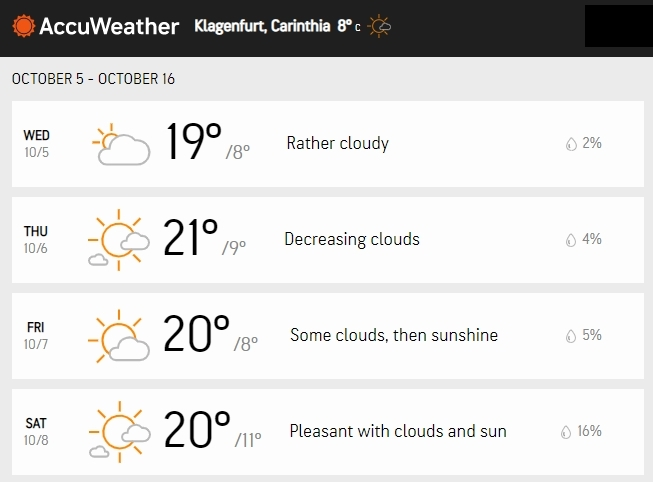 AccuWeather Klagenfurt, Carinthia 8° C
OCTOBER 5 - OCTOBER 16
WED
10/5
19° /8° Rather cloudy 2%
THU
10/6
21° /9° Decreasing clouds 4%
FRI
10/7
20° /8° Some clouds, then sunshine 5%
SAT
10/8
20° /11° Pleasant with clouds and sun 16%